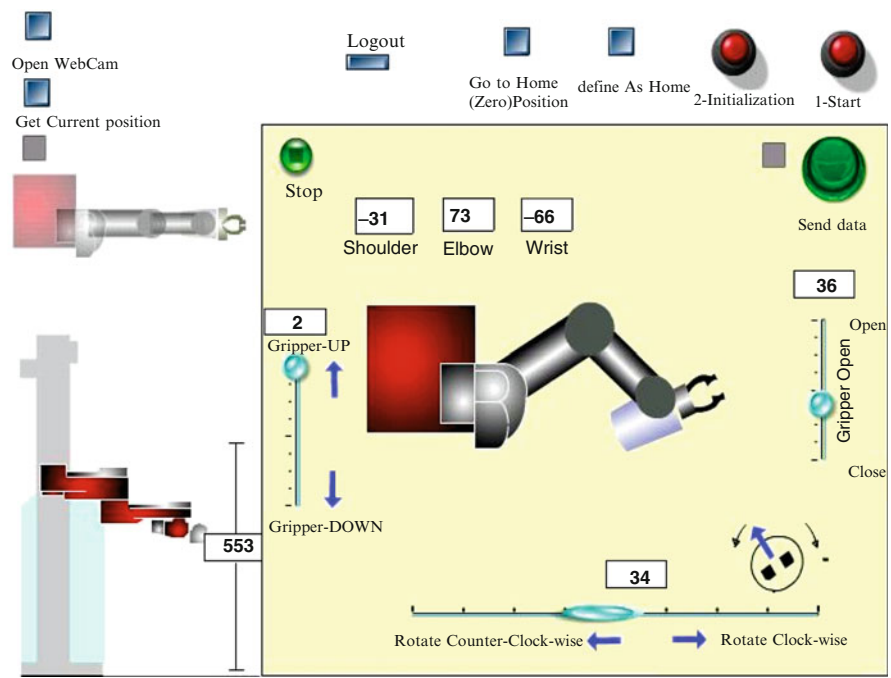 Open WebCam
Get Current position
Logout
Go to Home
(Zero)Position
define As Home
2-Initialization
1-Start
Stop
–31
73
–66
Shoulder
Elbow
Wrist
Send data
36
Open
Gripper Open
Close
2
Gripper-UP
Gripper-DOWN
553
34
Rotate Counter-Clock-wise
Rotate Clock-wise